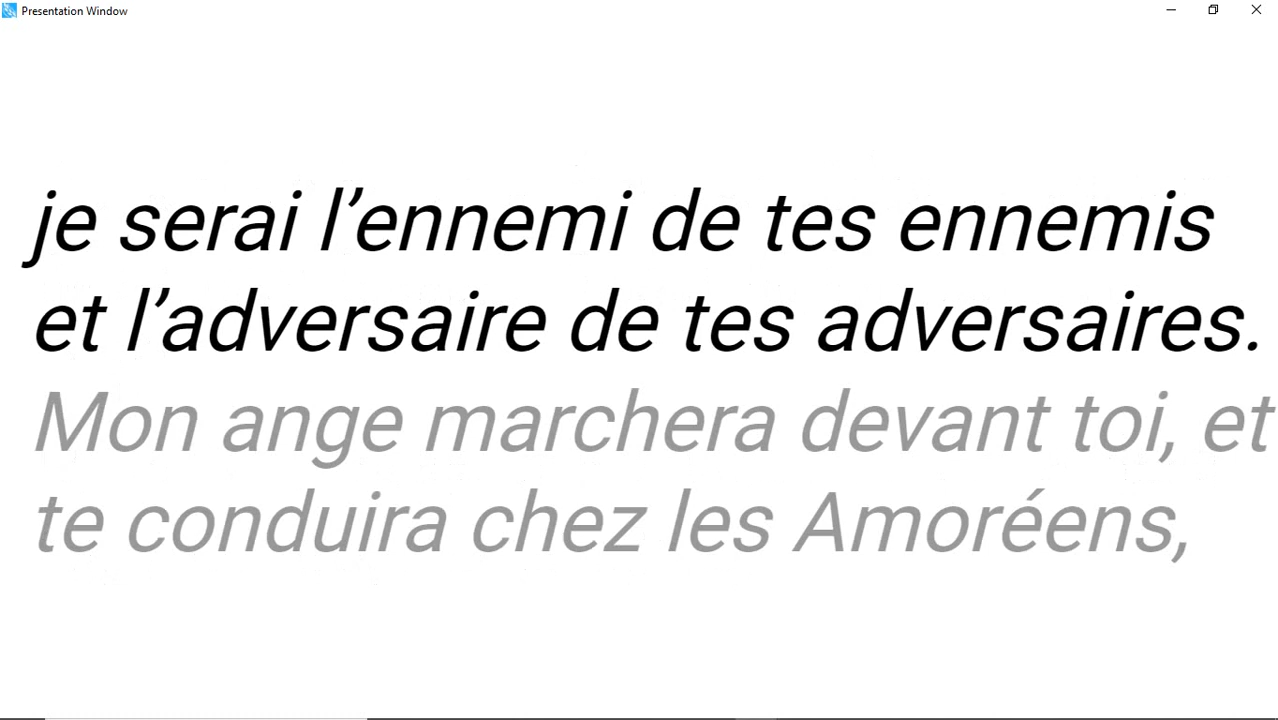 Presentation Window
je serai l’ennemi de tes ennemis
et l’adversaire de tes adversaires.
Mon ange marchera devant toi, et
te conduira chez les Amoréens,